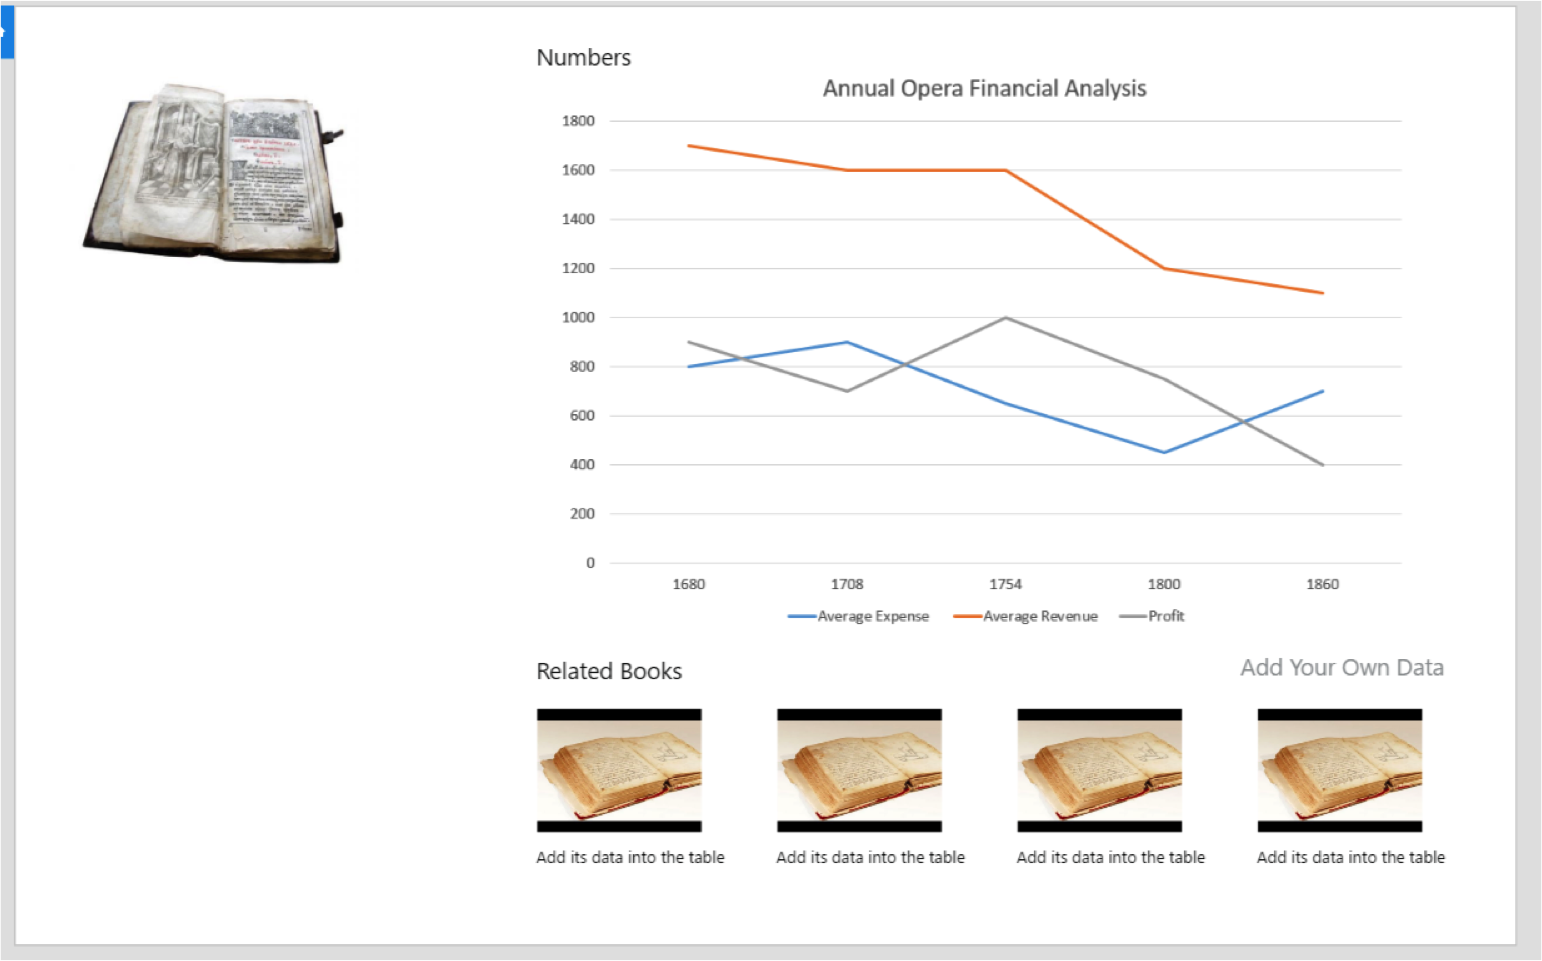 Numbers
Annual Opera Financial Analysis
1800
1600
1400
1200
1000
800
600
400
200
0
1680 1708 1754 1800 1860
Average Expense Average Revenue Profit
Related Books
Add Your Own Data
Add its data into the table Add its data into the table Add its data into the table Add its data into the table